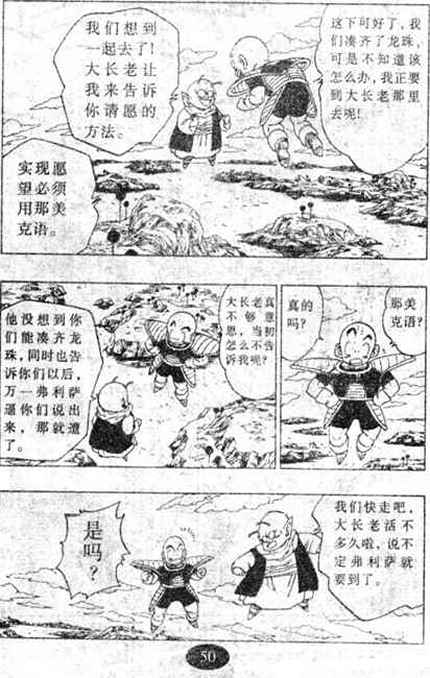 这下可好了，我
们凑齐了龙珠，
可是不知道该
怎么办，我正要
到大长老那里
去呢！
我们想到
一起去了！
大长老让
我来告诉
你请愿的
方法。
实现愿
望必须
用那美
克语。
那美
克语？
真的
吗？
大长老真
不够意
思，当初
怎么不告
诉我呢？
他没想到你
们能凑齐龙
珠，同时也告
诉你们以后，
万一弗利萨
逼你们说出
来，那就遭
了。
我们快走吧，
大长老活不
多久啦，说不
定弗利萨就
要到了。
是吗？
50